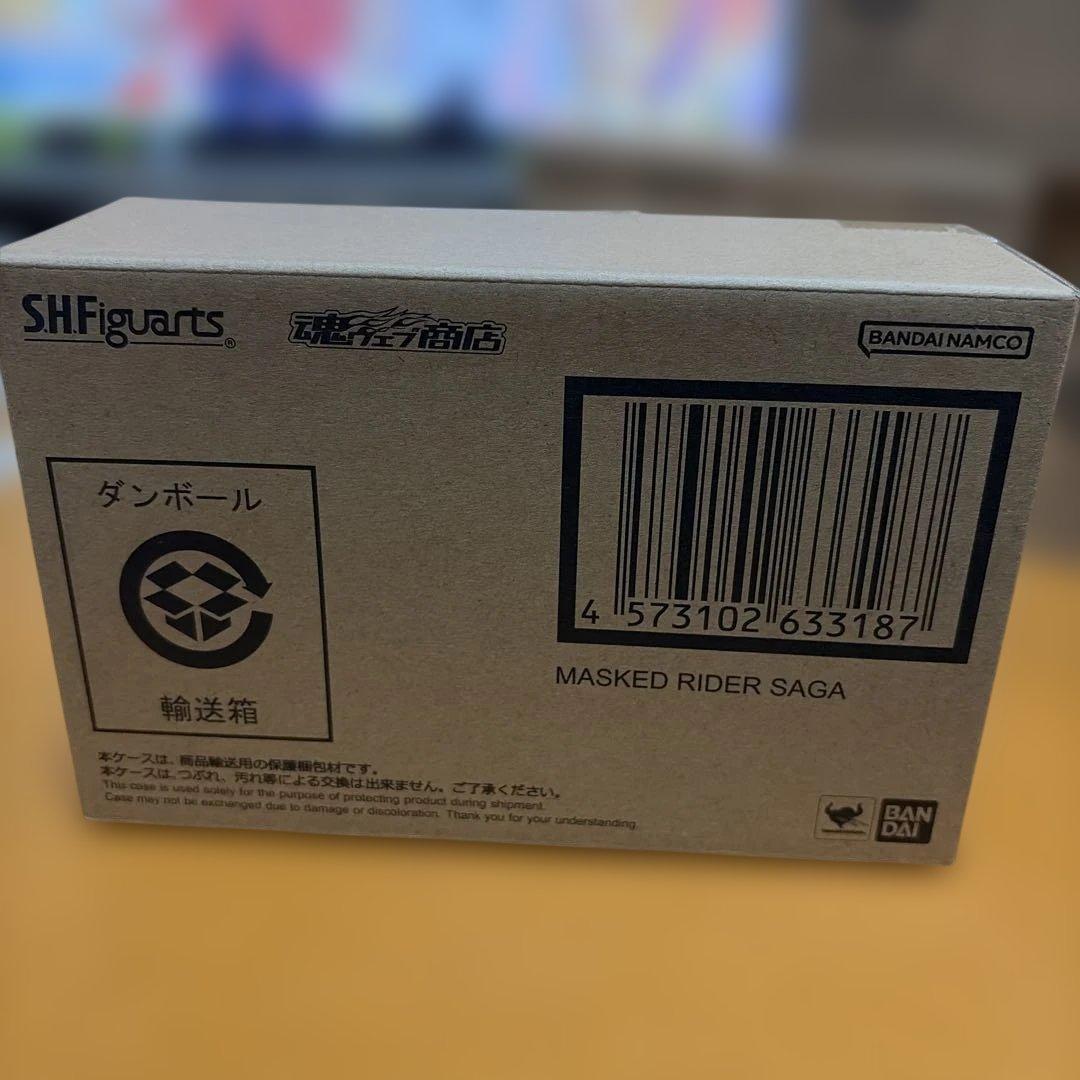 S.H.Figuarts®
魂ウェブ商店
BANDAI NAMCO
ダンボール
輸送箱
4 573102 633187
MASKED RIDER SAGA
本ケースは、商品輸送用の保護梱包材です。
本ケースは、つぶれ、汚れ等による交換は出来ません。ご了承ください。
This case is used solely for the purpose of protecting product during shipment.
Case may not be exchanged due to damage or discoloration. Thank you for your understanding.
BAN
DAI